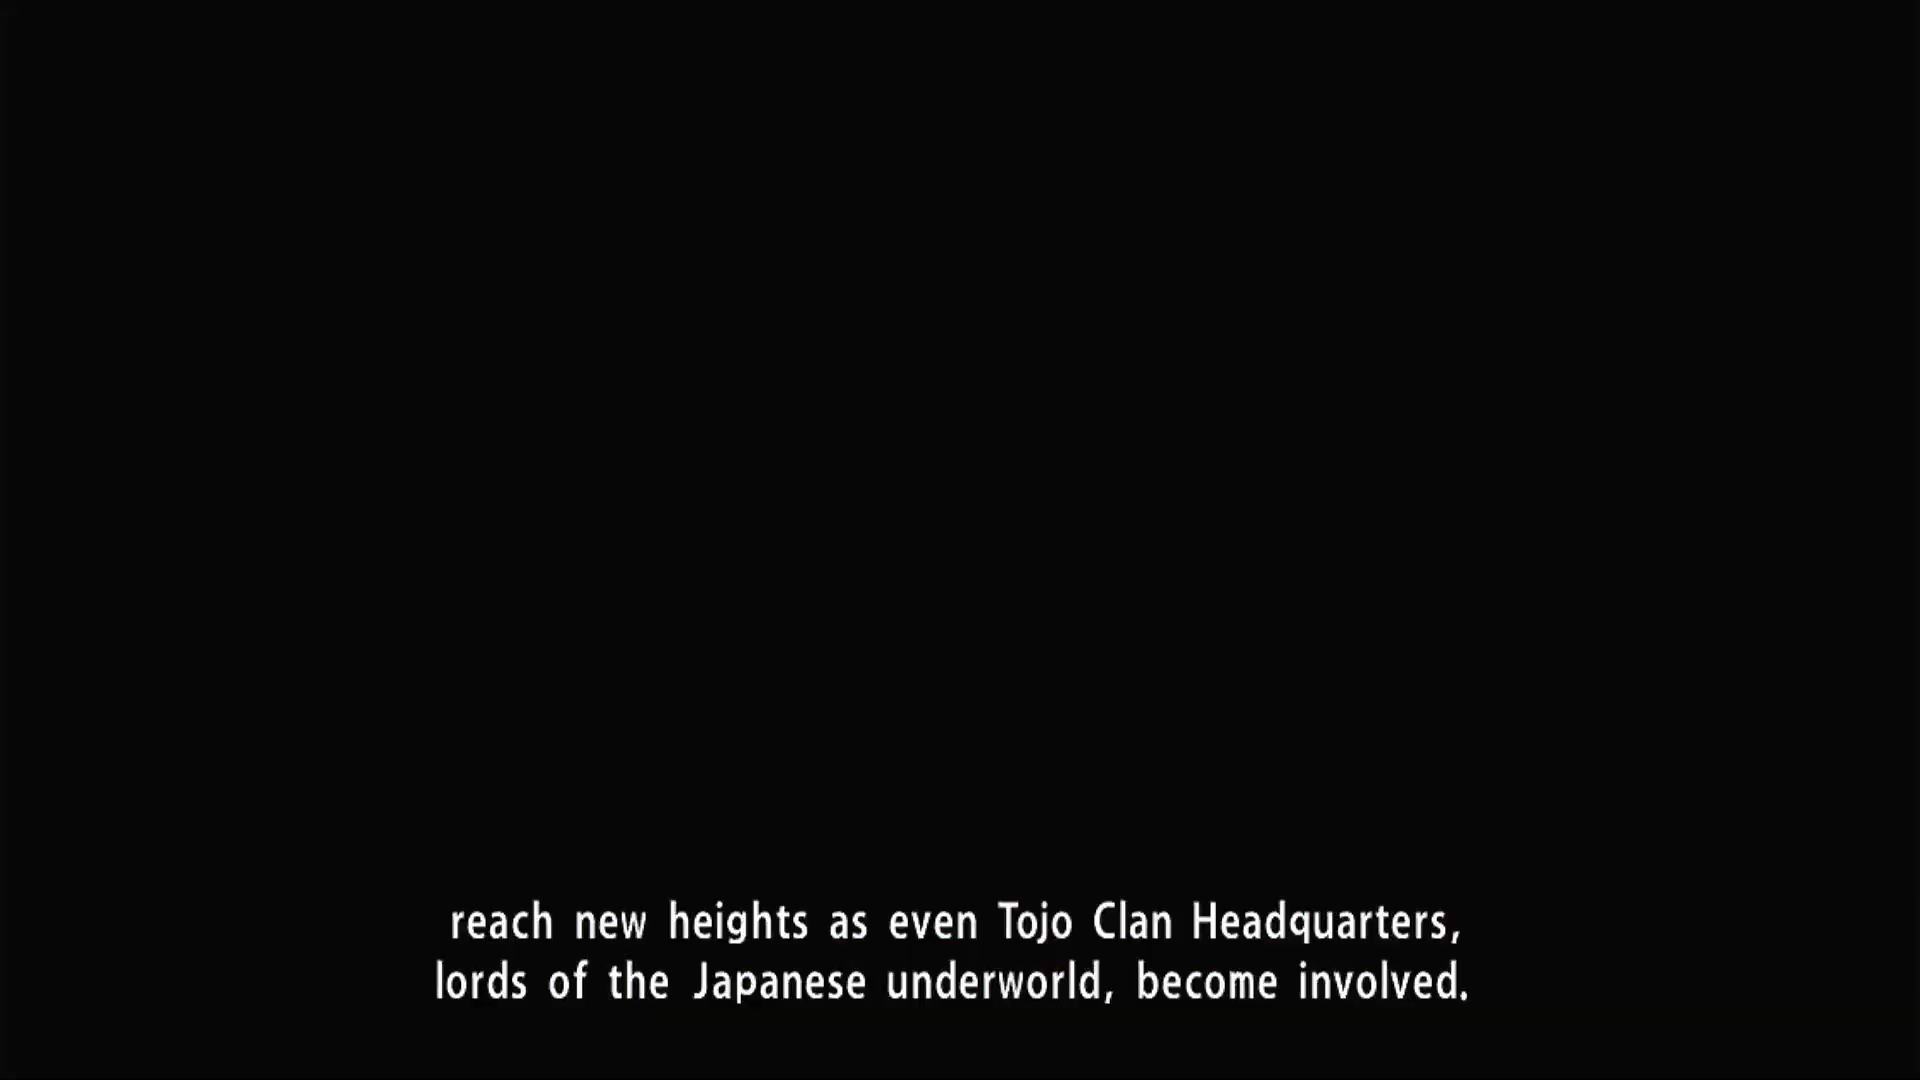 reach new heights as even Tojo Clan Headquarters,
lords of the Japanese underworld, become involved.